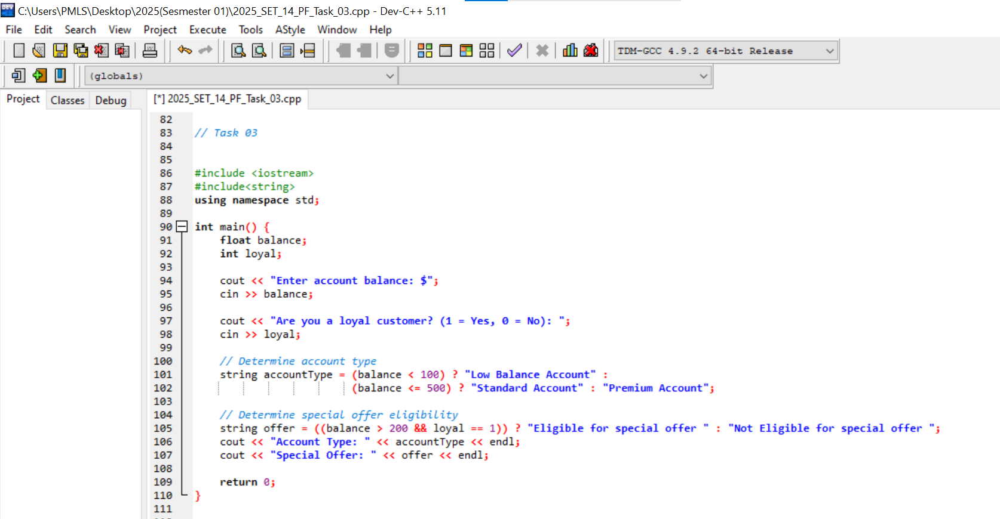 C:\Users\PMLS\Desktop\2025(Sesmester 01)\2025_SET_14_PF_Task_03.cpp - Dev-C++ 5.11
File Edit Search View Project Execute Tools AStyle Window Help
TDM-GCC 4.9.2 64-bit Release
(globals)
Project Classes Debug [*] 2025_SET_14_PF_Task_03.cpp
82
83 // Task 03
84
85
86 #include <iostream>
87 #include<string>
88 using namespace std;
89
90 int main() {
91 float balance;
92 int loyal;
93
94 cout << "Enter account balance: $";
95 cin >> balance;
96
97 cout << "Are you a loyal customer? (1 = Yes, 0 = No): ";
98 cin >> loyal;
99
100 // Determine account type
101 string accountType = (balance < 100) ? "Low Balance Account" :
102 (balance <= 500) ? "Standard Account" : "Premium Account";
103
104 // Determine special offer eligibility
105 string offer = ((balance > 200 && loyal == 1)) ? "Eligible for special offer " : "Not Eligible for special offer ";
106 cout << "Account Type: " << accountType << endl;
107 cout << "Special Offer: " << offer << endl;
108
109 return 0;
110 }
111